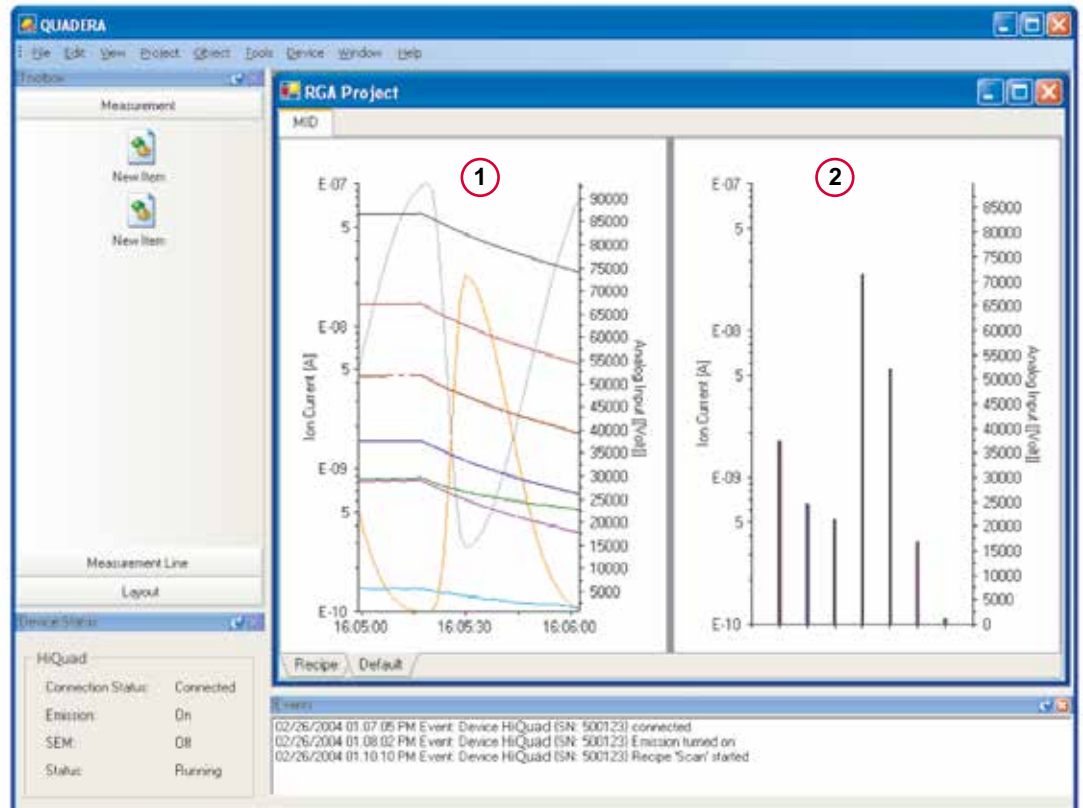 QUADERA
File Edit View Project Object Tools Device Window Help
Toolbox
Measurement
New Item
New Item
Measurement Line
Layout
Device Status
HiQuad
Connection Status: Connected
Emission: On
SEM: Off
Status: Running
RGA Project
MID
1
E-07
5
E-08
5
E-09
5
E-10
Ion Current [A]
90000
85000
80000
75000
70000
65000
60000
55000
50000
45000
40000
35000
30000
25000
20000
15000
10000
5000
Analog Input [[Volt]]
16:05:00 16:05:30 16:06:00
2
E-07
5
E-08
5
E-09
5
E-10
Ion Current [A]
85000
80000
75000
70000
65000
60000
55000
50000
45000
40000
35000
30000
25000
20000
15000
10000
5000
0
Analog Input [[Volt]]
Recipe Default
Events
02/26/2004 01.07.05 PM Event: Device HiQuad (SN: 500123) connected
02/26/2004 01.08.02 PM Event: Device HiQuad (SN: 500123) Emission turned on
02/26/2004 01.10.10 PM Event: Device HiQuad (SN: 500123) Recipe 'Scan' started